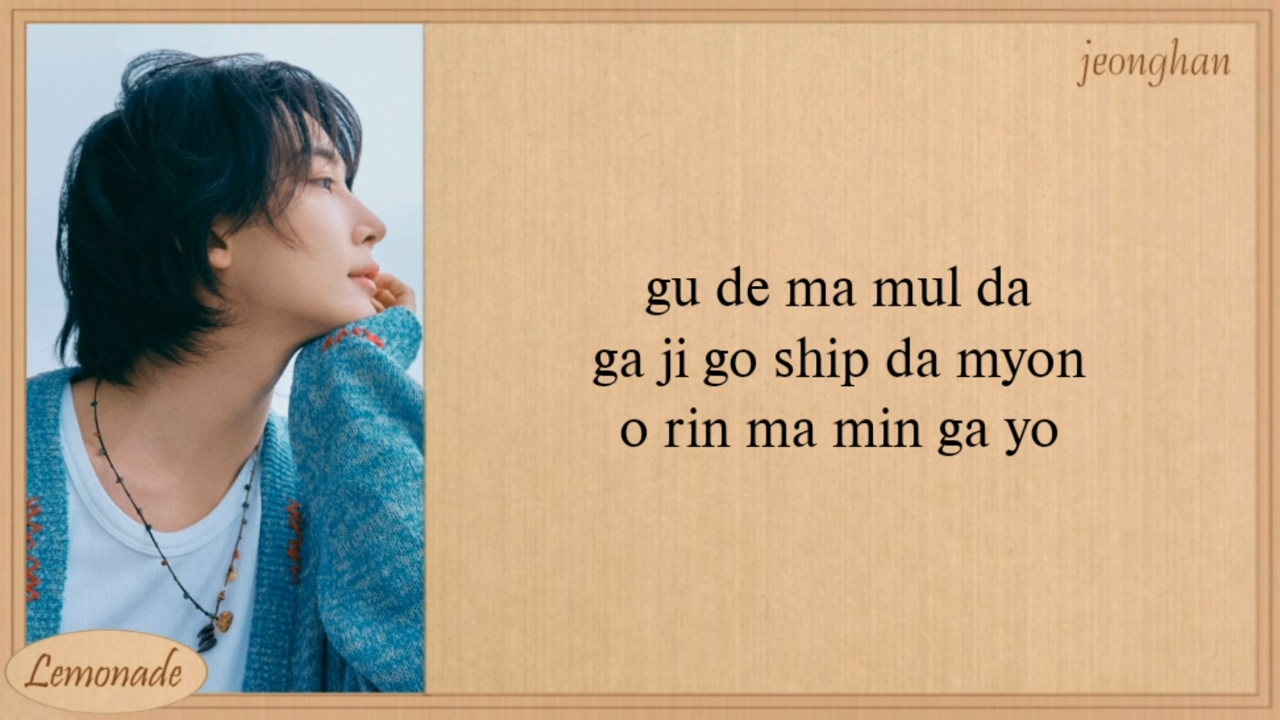 jeonghan
gu de ma mul da
ga ji go ship da myon
o rin ma min ga yo
Lemonade